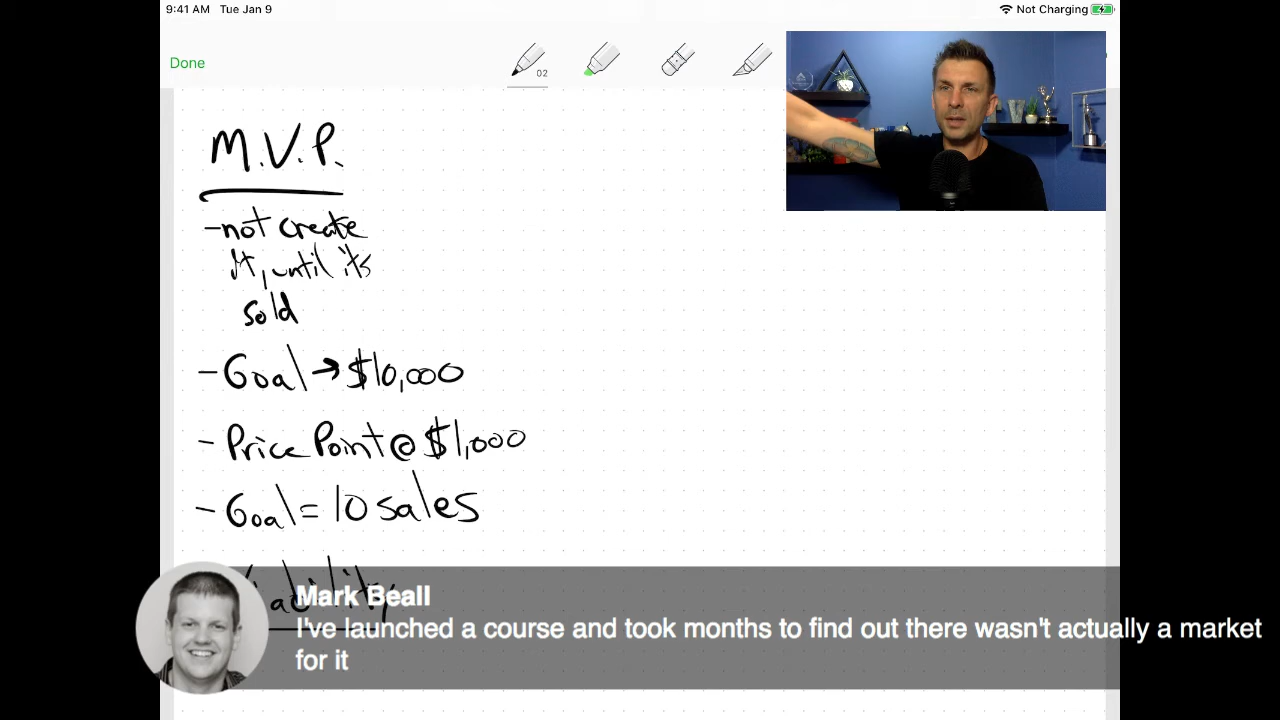 9:41 AM Tue Jan 9
Not Charging
Done
02
M.V.P.
-not create
it, until its
sold
- Goal → $10,000
- Price Point @ $1,000
- Goal = 10 sales
Mark Beall
I've launched a course and took months to find out there wasn't actually a market
for it